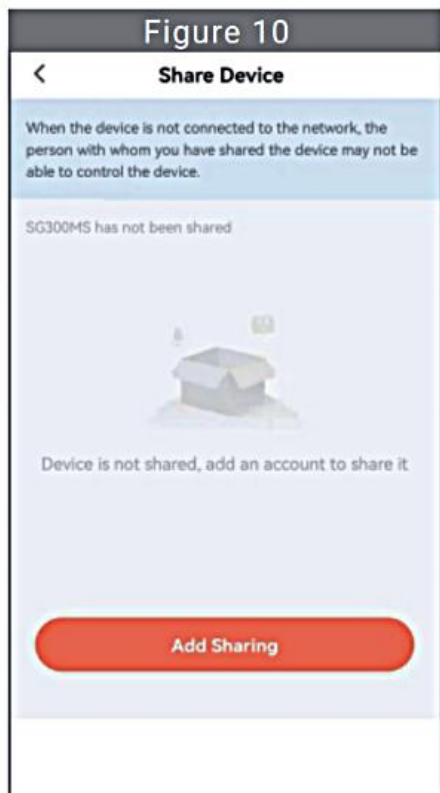 Figure 10
Share Device
When the device is not connected to the network, the
person with whom you have shared the device may not be
able to control the device.
SG300MS has not been shared
Device is not shared, add an account to share it
Add Sharing